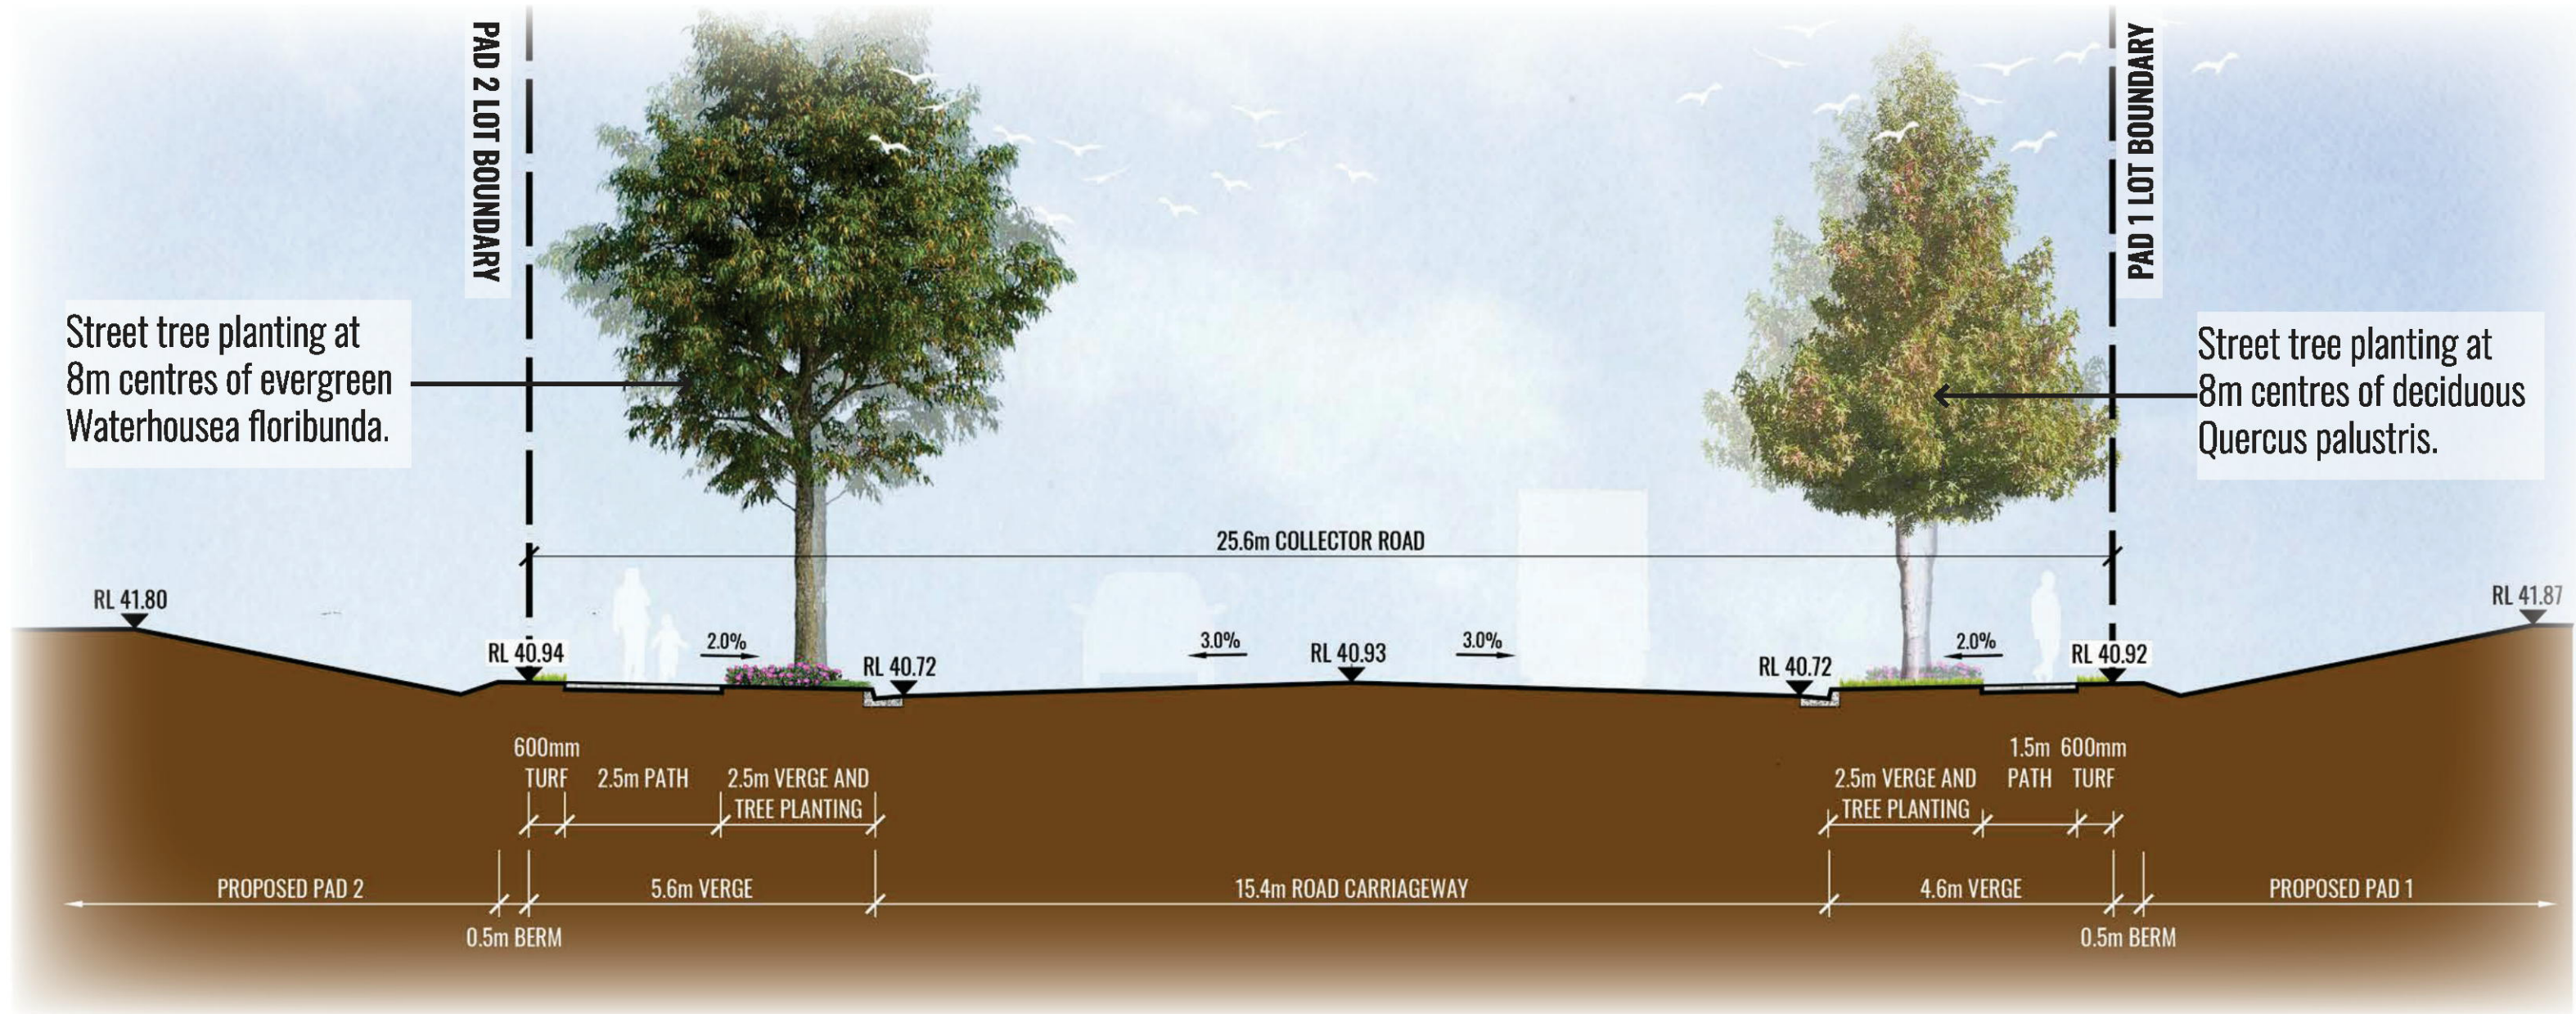 PAD 2 LOT BOUNDARY
PAD 1 LOT BOUNDARY
Street tree planting at
8m centres of evergreen
Waterhousea floribunda.
Street tree planting at
8m centres of deciduous
Quercus palustris.
25.6m COLLECTOR ROAD
RL 41.80
RL 41.87
RL 40.94
2.0%
RL 40.72
3.0%
RL 40.93
3.0%
RL 40.72
2.0%
RL 40.92
600mm
TURF
2.5m PATH
2.5m VERGE AND
TREE PLANTING
2.5m VERGE AND
TREE PLANTING
1.5m
PATH
600mm
TURF
PROPOSED PAD 2
5.6m VERGE
15.4m ROAD CARRIAGEWAY
4.6m VERGE
PROPOSED PAD 1
0.5m BERM
0.5m BERM